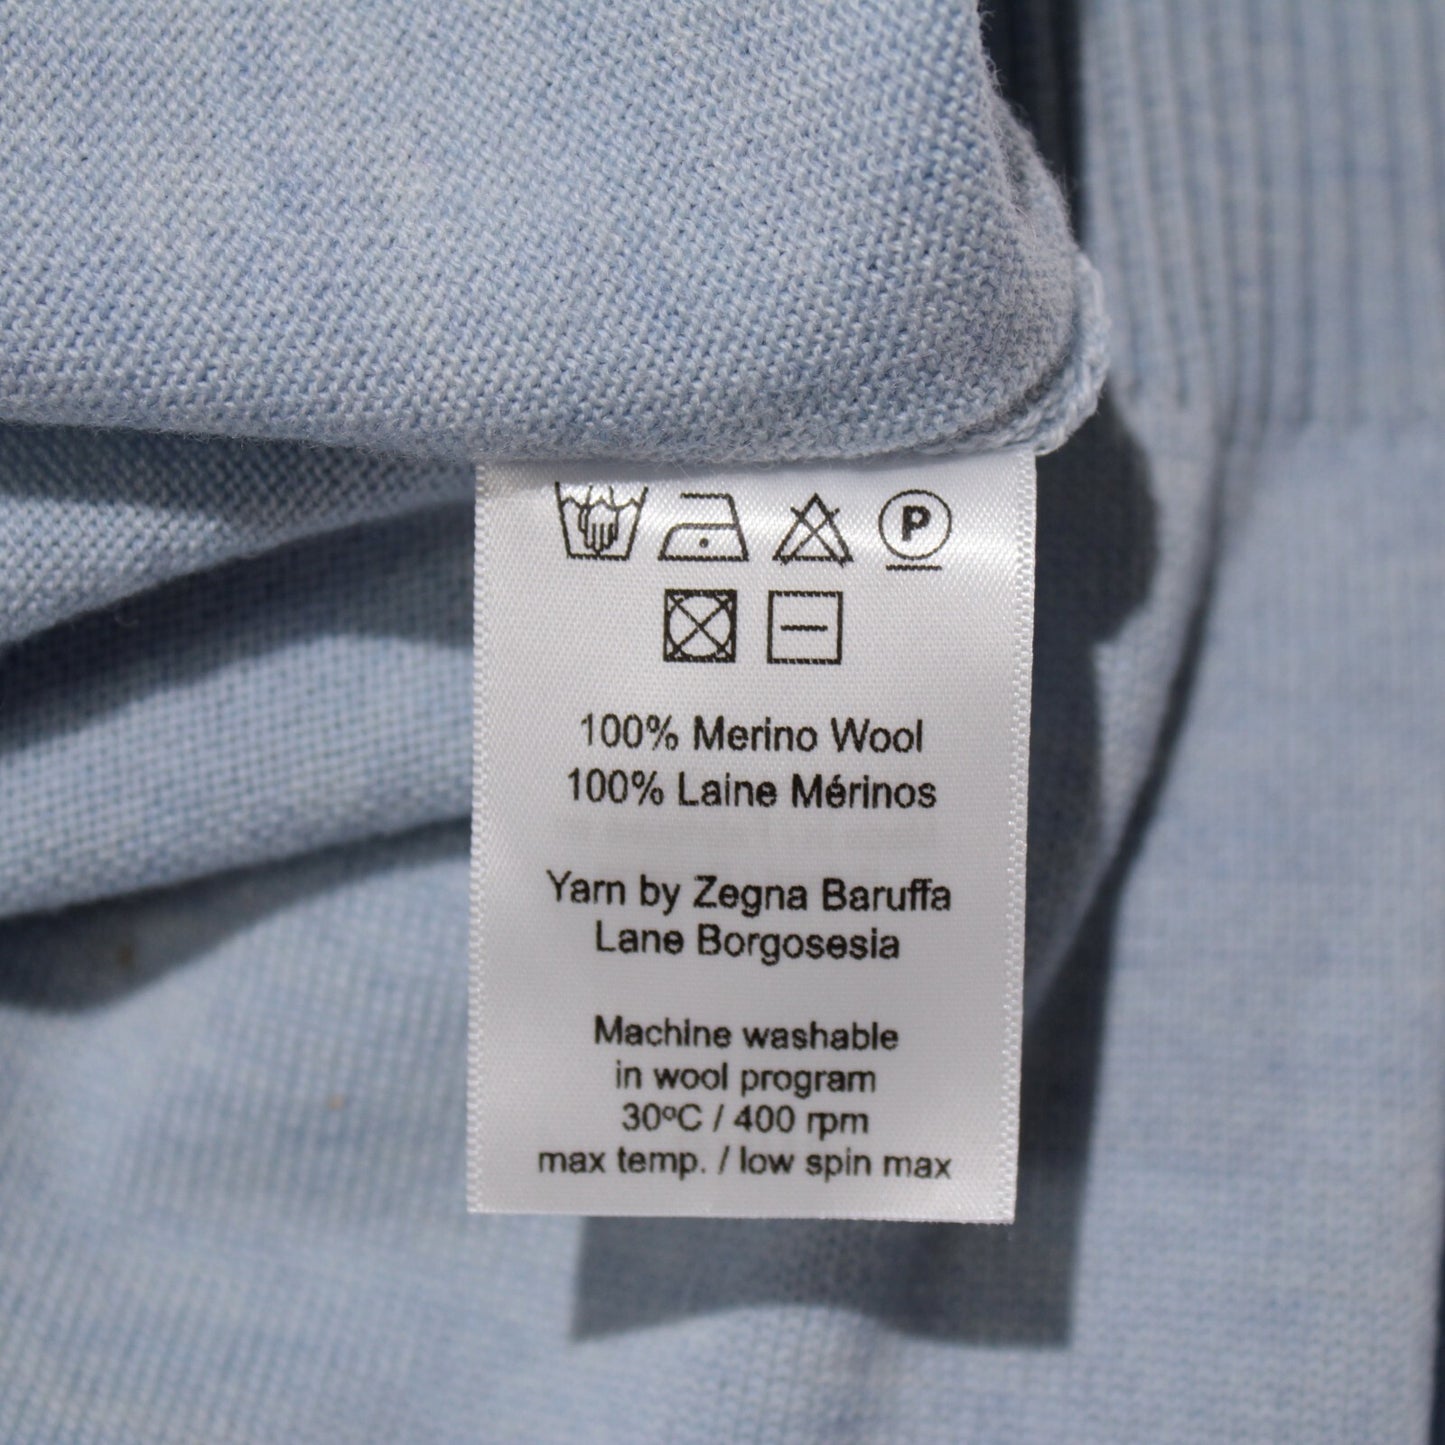 P
100% Merino Wool
100% Laine Mérinos
Yarn by Zegna Baruffa
Lane Borgosesia
Machine washable
in wool program
30ºC / 400 rpm
max temp. / low spin max